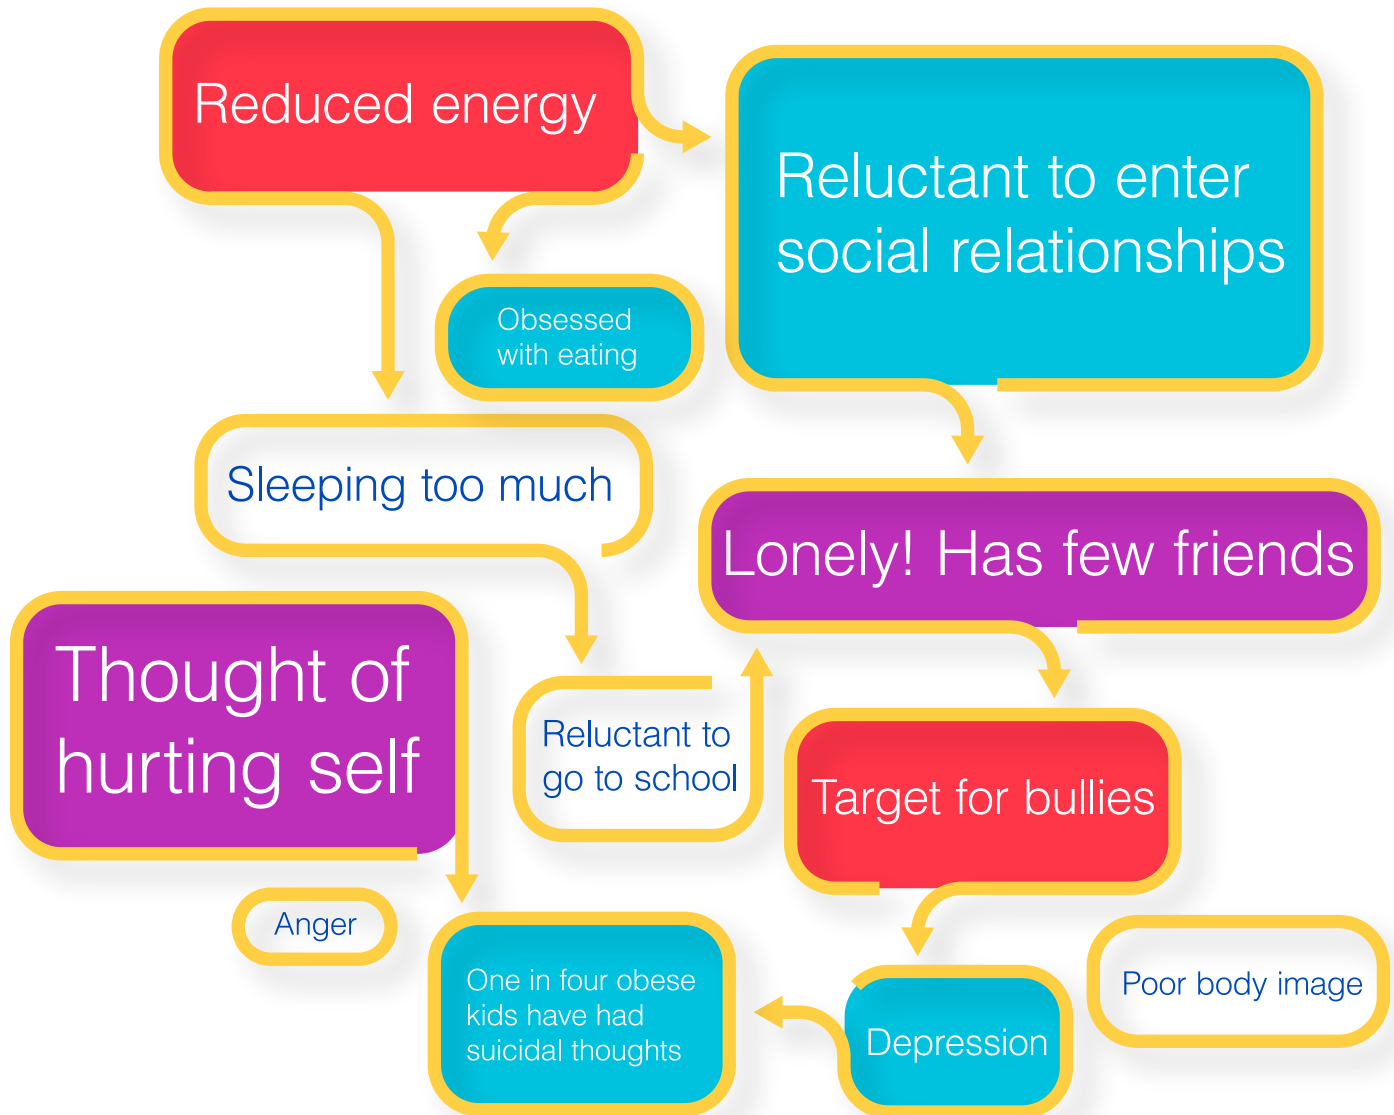 Reduced energy
Reluctant to enter
social relationships
Obsessed
with eating
Sleeping too much
Lonely! Has few friends
Thought of
hurting self
Reluctant to
go to school
Target for bullies
Anger
One in four obese
kids have had
suicidal thoughts
Depression
Poor body image